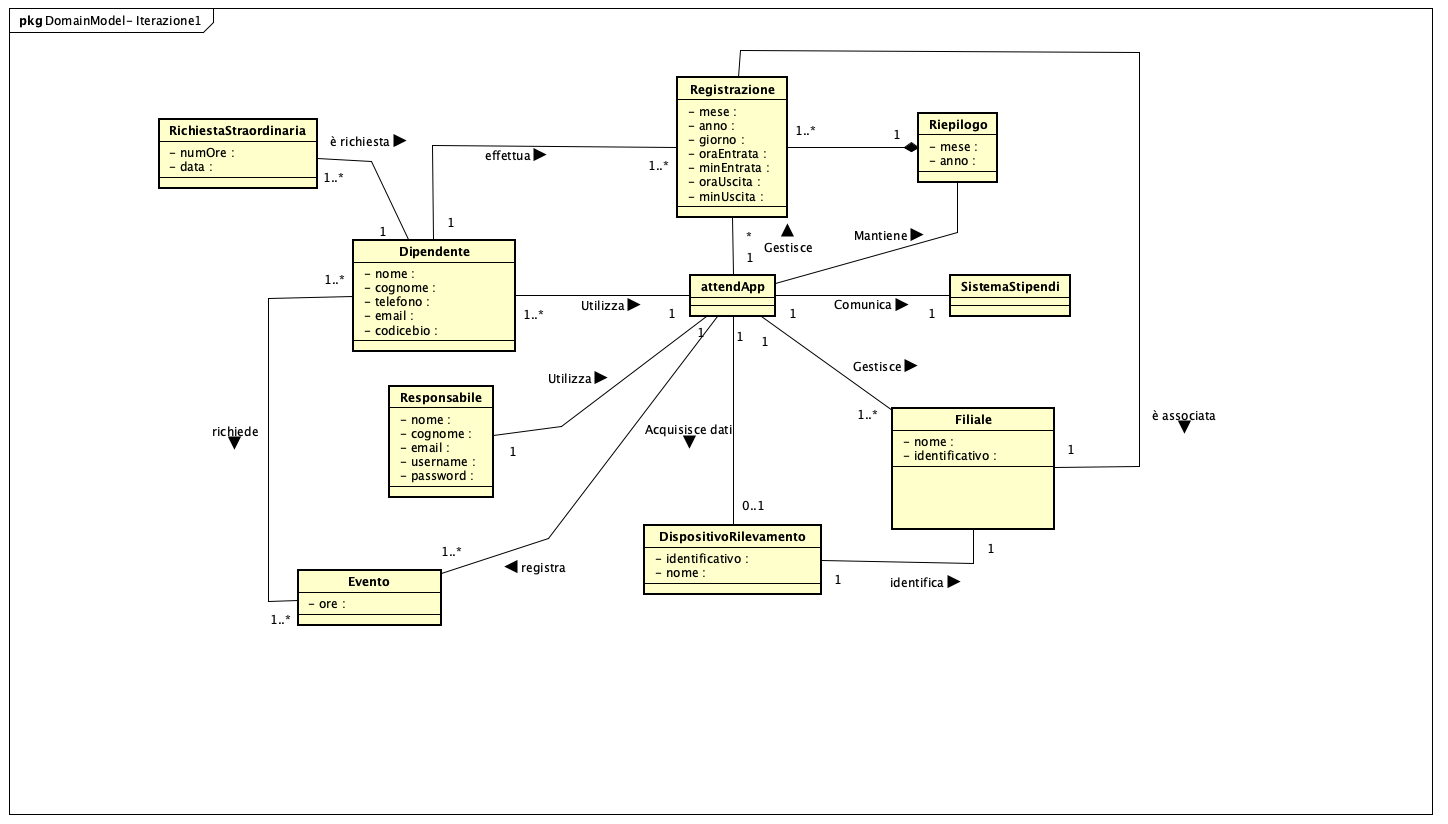 pkg DomainModel- Iterazione1
RichiestaStraordinaria
- numOre :
- data :
è richiesta
1..*
1
effettua
1..*
1
Registrazione
- mese :
- anno :
- giorno :
- oraEntrata :
- minEntrata :
- oraUscita :
- minUscita :
1..*
1
Riepilogo
- mese :
- anno :
Dipendente
- nome :
- cognome :
- telefono :
- email :
- codicebio :
1..*
*
1
Gestisce
Mantiene
attendApp
Utilizza
1..*
1
Comunica
1
1
SistemaStipendi
1
1
1
Responsabile
- nome :
- cognome :
- email :
- username :
- password :
Utilizza
1
Gestisce
1..*
Filiale
- nome :
- identificativo :
1
è associata
richiede
Acquisisce dati
0..1
DispositivoRilevamento
- identificativo :
- nome :
1
identifica
1
1..*
registra
Evento
- ore :
1..*